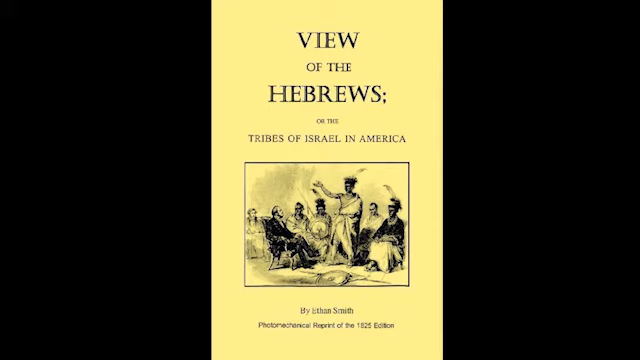 VIEW
OF THE
HEBREWS;
OR THE
TRIBES OF ISRAEL IN AMERICA
By Ethan Smith
Photomechanical Reprint of the 1825 Edition